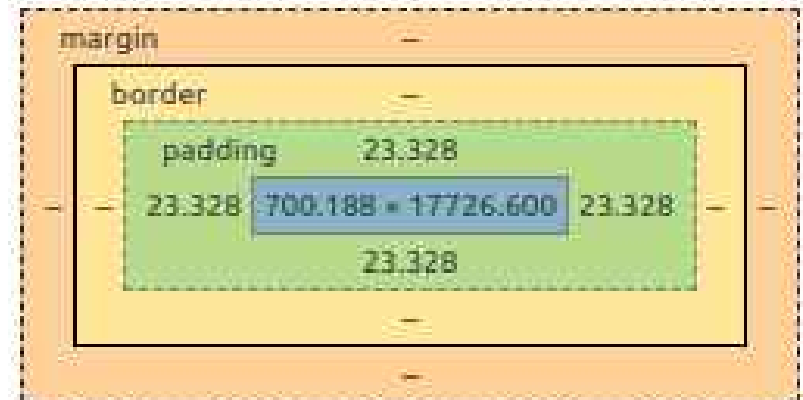 margin –
border –
padding 23.328
– – 23.328 700.188 × 17726.600 23.328 – –
23.328
–
–